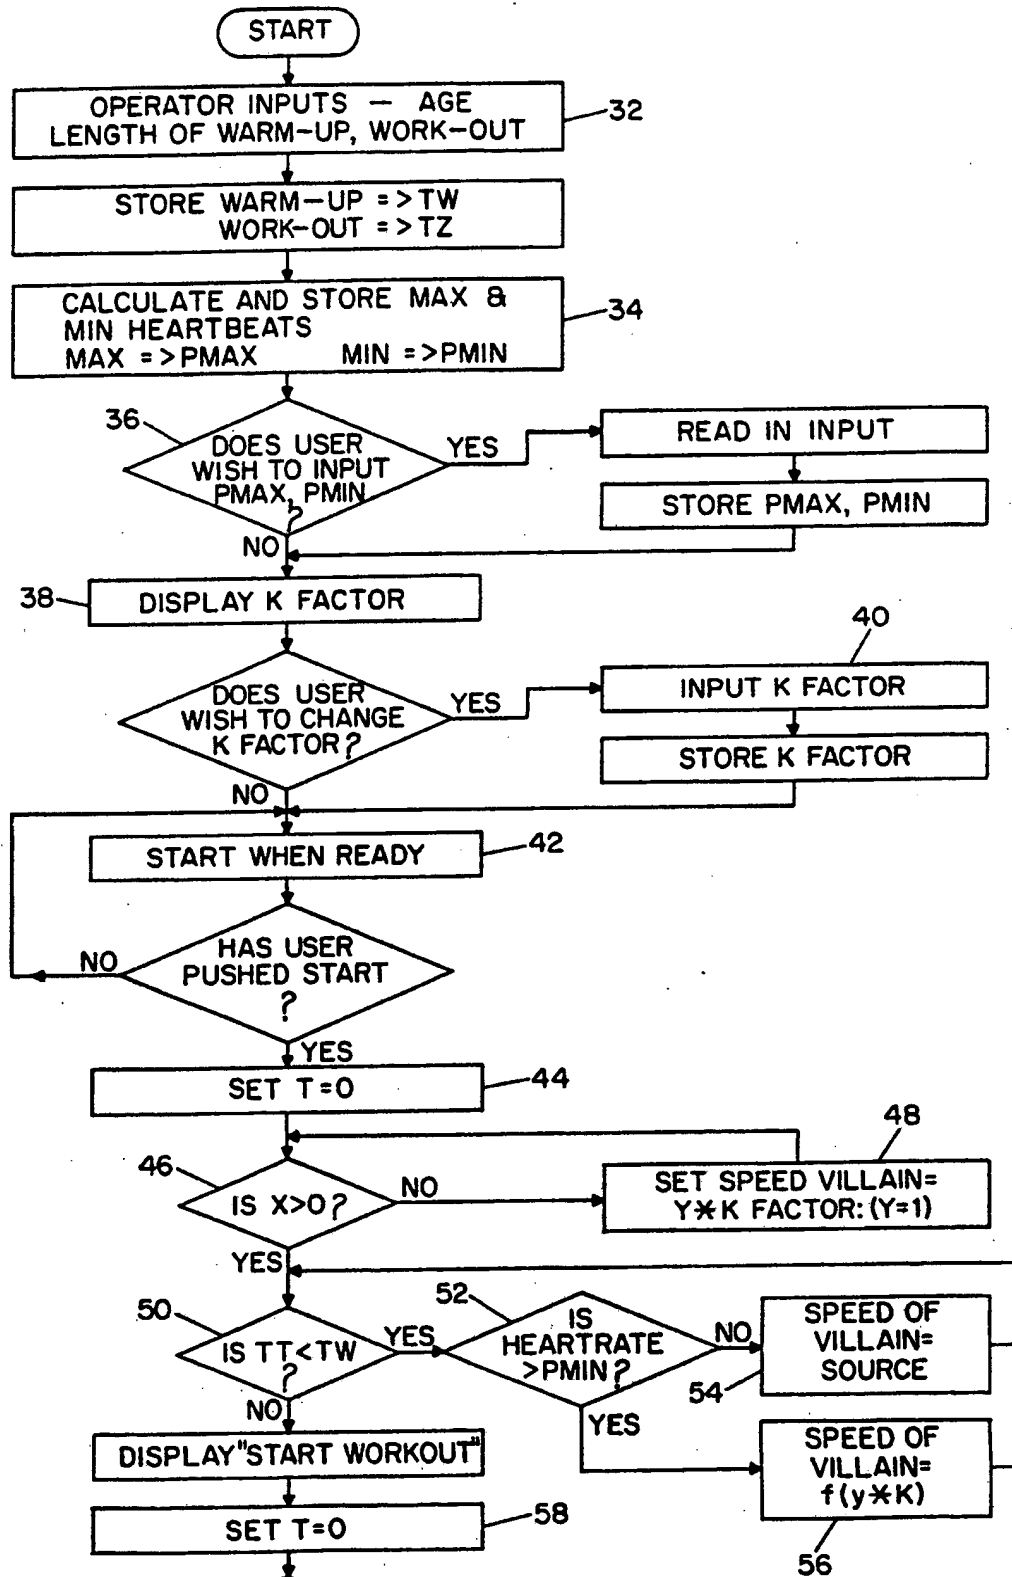 START
OPERATOR INPUTS — AGE
LENGTH OF WARM-UP, WORK-OUT
32
STORE WARM-UP =>TW
WORK-OUT =>TZ
CALCULATE AND STORE MAX &
MIN HEARTBEATS
MAX =>PMAX MIN =>PMIN
34
36
DOES USER
WISH TO INPUT
PMAX, PMIN
?
YES
READ IN INPUT
STORE PMAX, PMIN
NO
38
DISPLAY K FACTOR
40
DOES USER
WISH TO CHANGE
K FACTOR?
YES
INPUT K FACTOR
STORE K FACTOR
NO
START WHEN READY
42
HAS USER
PUSHED START
?
NO
YES
SET T=0
44
46
IS X>0?
NO
48
SET SPEED VILLAIN=
Y*K FACTOR:(Y=1)
YES
50
IS TT<TW
?
YES
52
IS
HEARTRATE
>PMIN?
NO
SPEED OF
VILLAIN=
SOURCE
54
NO
YES
DISPLAY "START WORKOUT"
SPEED OF
VILLAIN=
f(y*K)
56
SET T=0
58